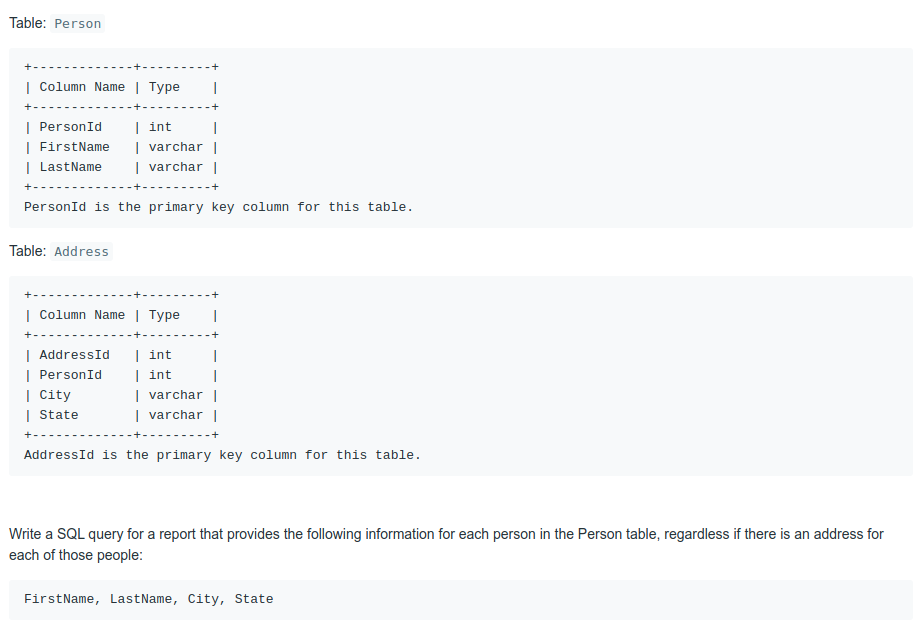 Table: Person
+-------------+---------+
| Column Name | Type    |
+-------------+---------+
| PersonId    | int     |
| FirstName   | varchar |
| LastName    | varchar |
+-------------+---------+
PersonId is the primary key column for this table.
Table: Address
+-------------+---------+
| Column Name | Type    |
+-------------+---------+
| AddressId   | int     |
| PersonId    | int     |
| City        | varchar |
| State       | varchar |
+-------------+---------+
AddressId is the primary key column for this table.
Write a SQL query for a report that provides the following information for each person in the Person table, regardless if there is an address for
each of those people:
FirstName, LastName, City, State